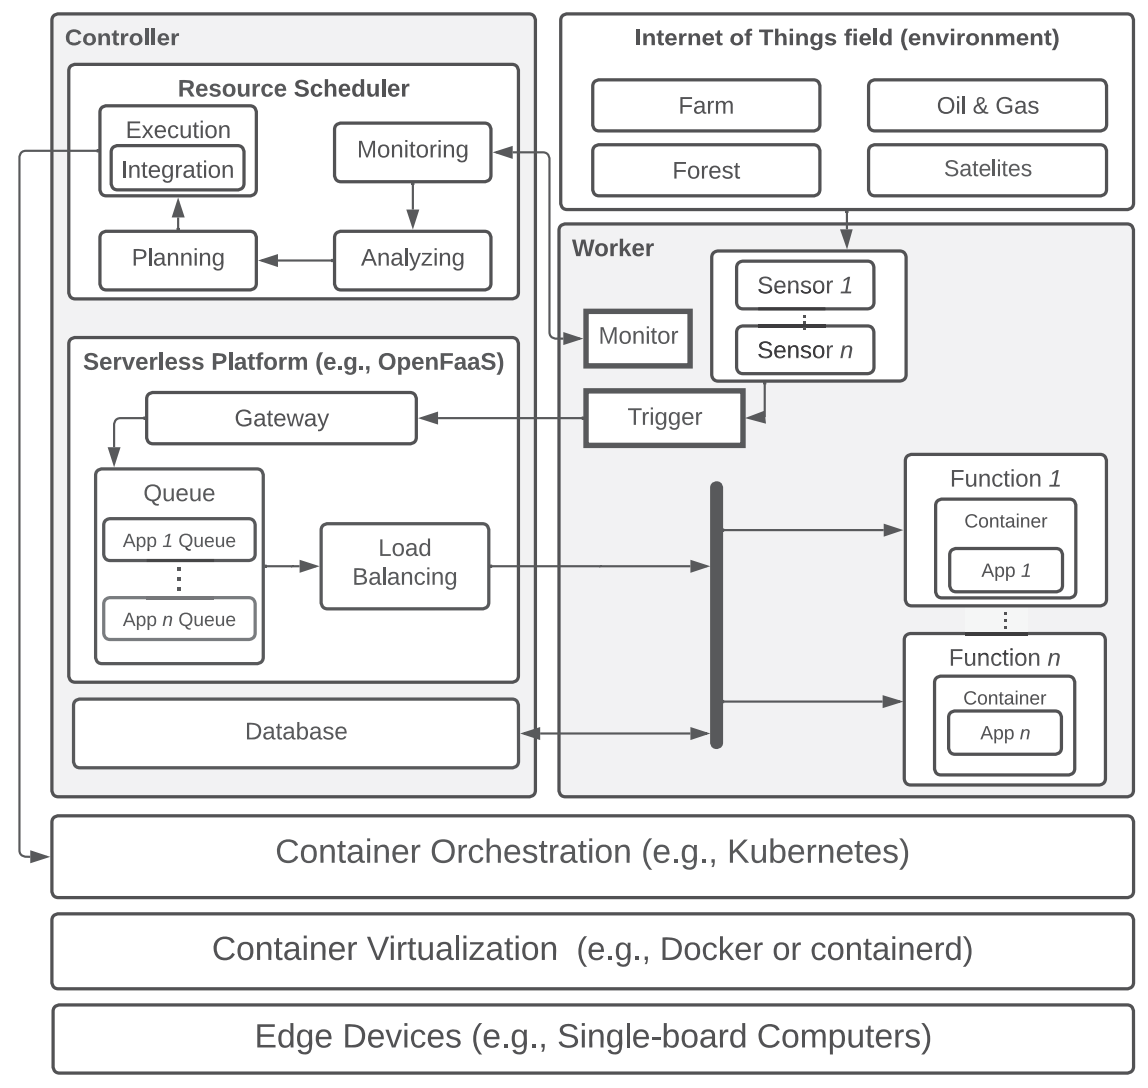 Controller
Resource Scheduler
Execution
Integration
Monitoring
Planning
Analyzing
Serverless Platform (e.g., OpenFaaS)
Gateway
Queue
App 1 Queue
App n Queue
Load
Balancing
Database
Internet of Things field (environment)
Farm
Oil & Gas
Forest
Satelites
Worker
Sensor 1
Sensor n
Monitor
Trigger
Function 1
Container
App 1
Function n
Container
App n
Container Orchestration (e.g., Kubernetes)
Container Virtualization (e.g., Docker or containerd)
Edge Devices (e.g., Single-board Computers)